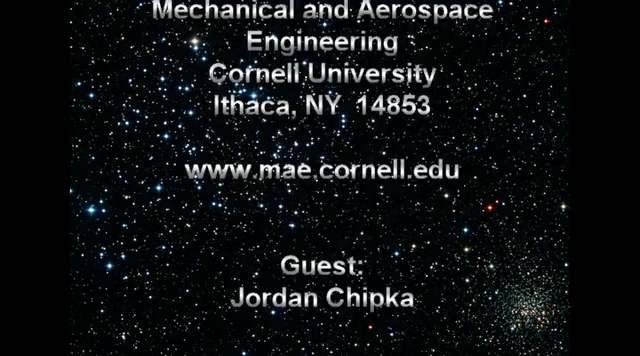 Mechanical and Aerospace
Engineering
Cornell University
Ithaca, NY 14853
www.mae.cornell.edu
Guest:
Jordan Chipka